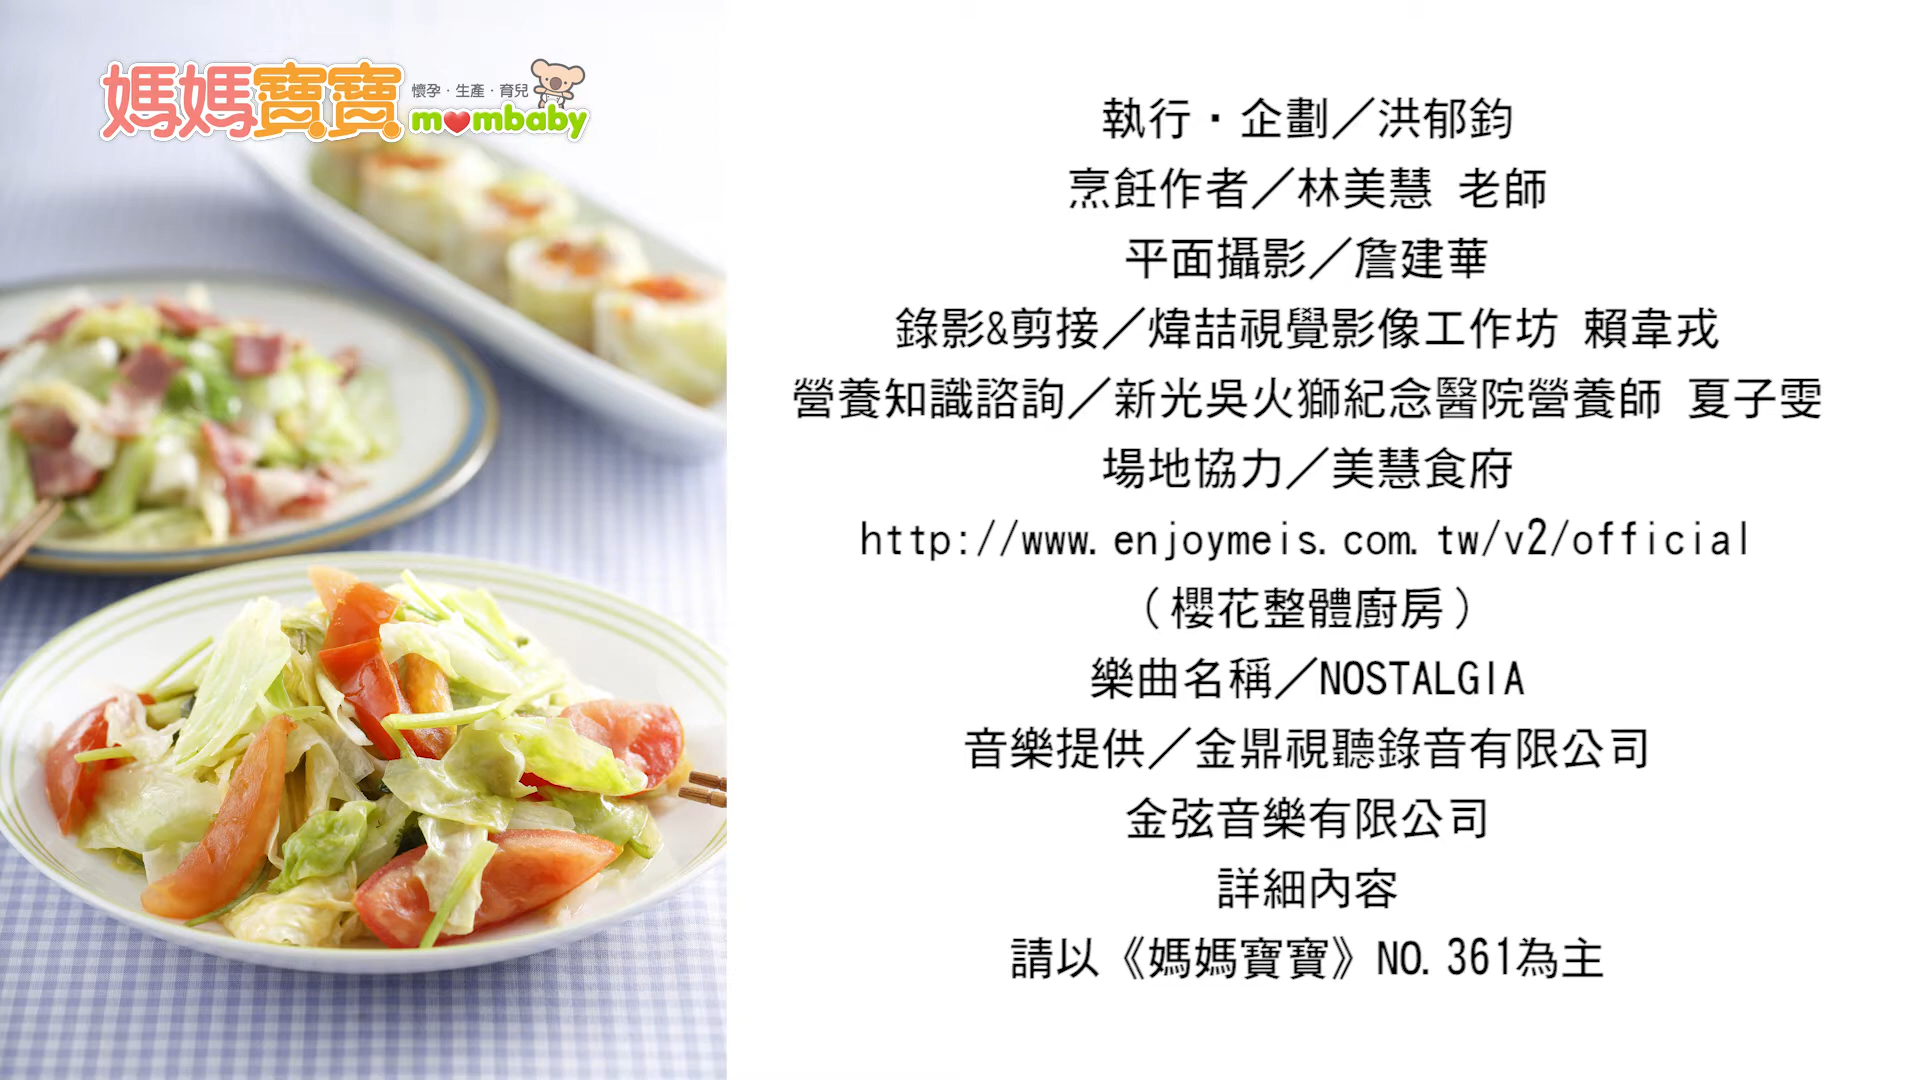 媽媽寶寶
懷孕·生產·育兒
mombaby
執行·企劃／洪郁鈞
烹飪作者／林美慧 老師
平面攝影／詹建華
錄影&剪接／煒喆視覺影像工作坊 賴韋戎
營養知識諮詢／新光吳火獅紀念醫院營養師 夏子雯
場地協力／美慧食府
http://www.enjoymeis.com.tw/v2/official
（櫻花整體廚房）
樂曲名稱／NOSTALGIA
音樂提供／金鼎視聽錄音有限公司
金弦音樂有限公司
詳細內容
請以《媽媽寶寶》NO.361為主